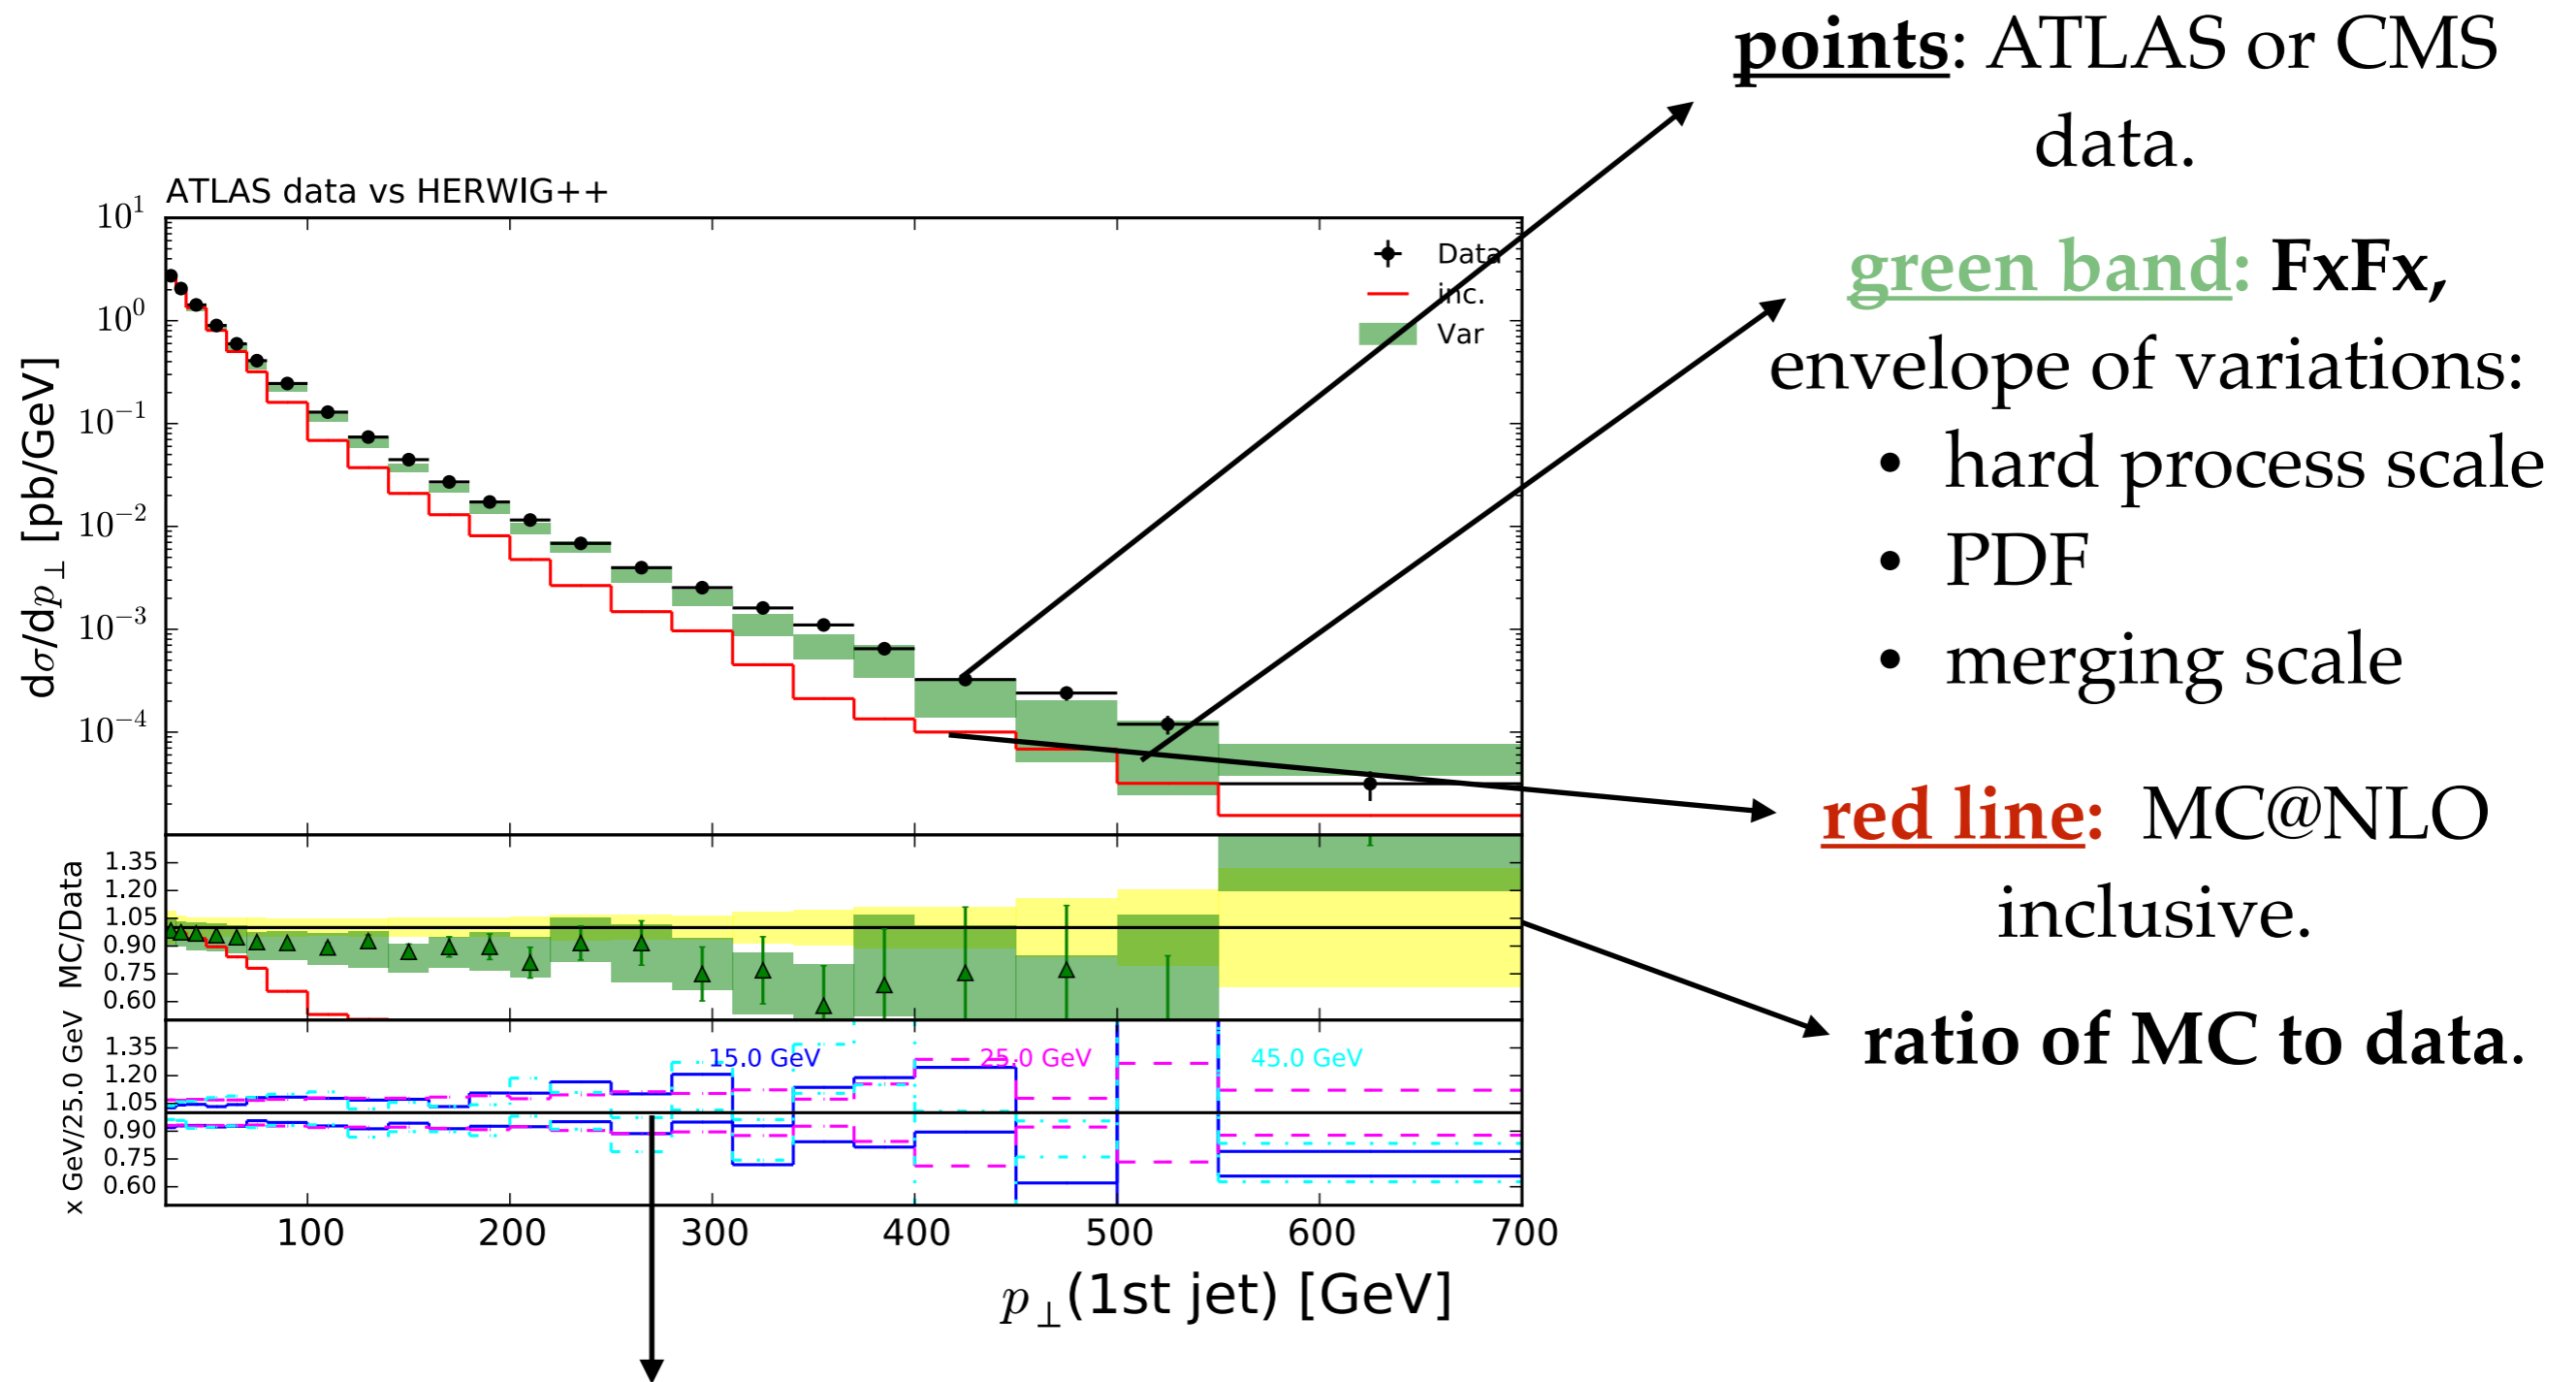 points: ATLAS or CMS
data.
green band: FxFx,
envelope of variations:
• hard process scale
• PDF
• merging scale
red line: MC@NLO
inclusive.
ratio of MC to data.
ATLAS data vs HERWIG++
Data
inc.
Var
dσ/dp⊥ [pb/GeV]
10¹
10⁰
10⁻¹
10⁻²
10⁻³
10⁻⁴
MC/Data
1.35
1.20
1.05
0.90
0.75
0.60
x GeV/25.0 GeV
1.35
1.20
1.05
0.90
0.75
0.60
15.0 GeV 25.0 GeV 45.0 GeV
100 200 300 400 500 600 700
p⊥(1st jet) [GeV]